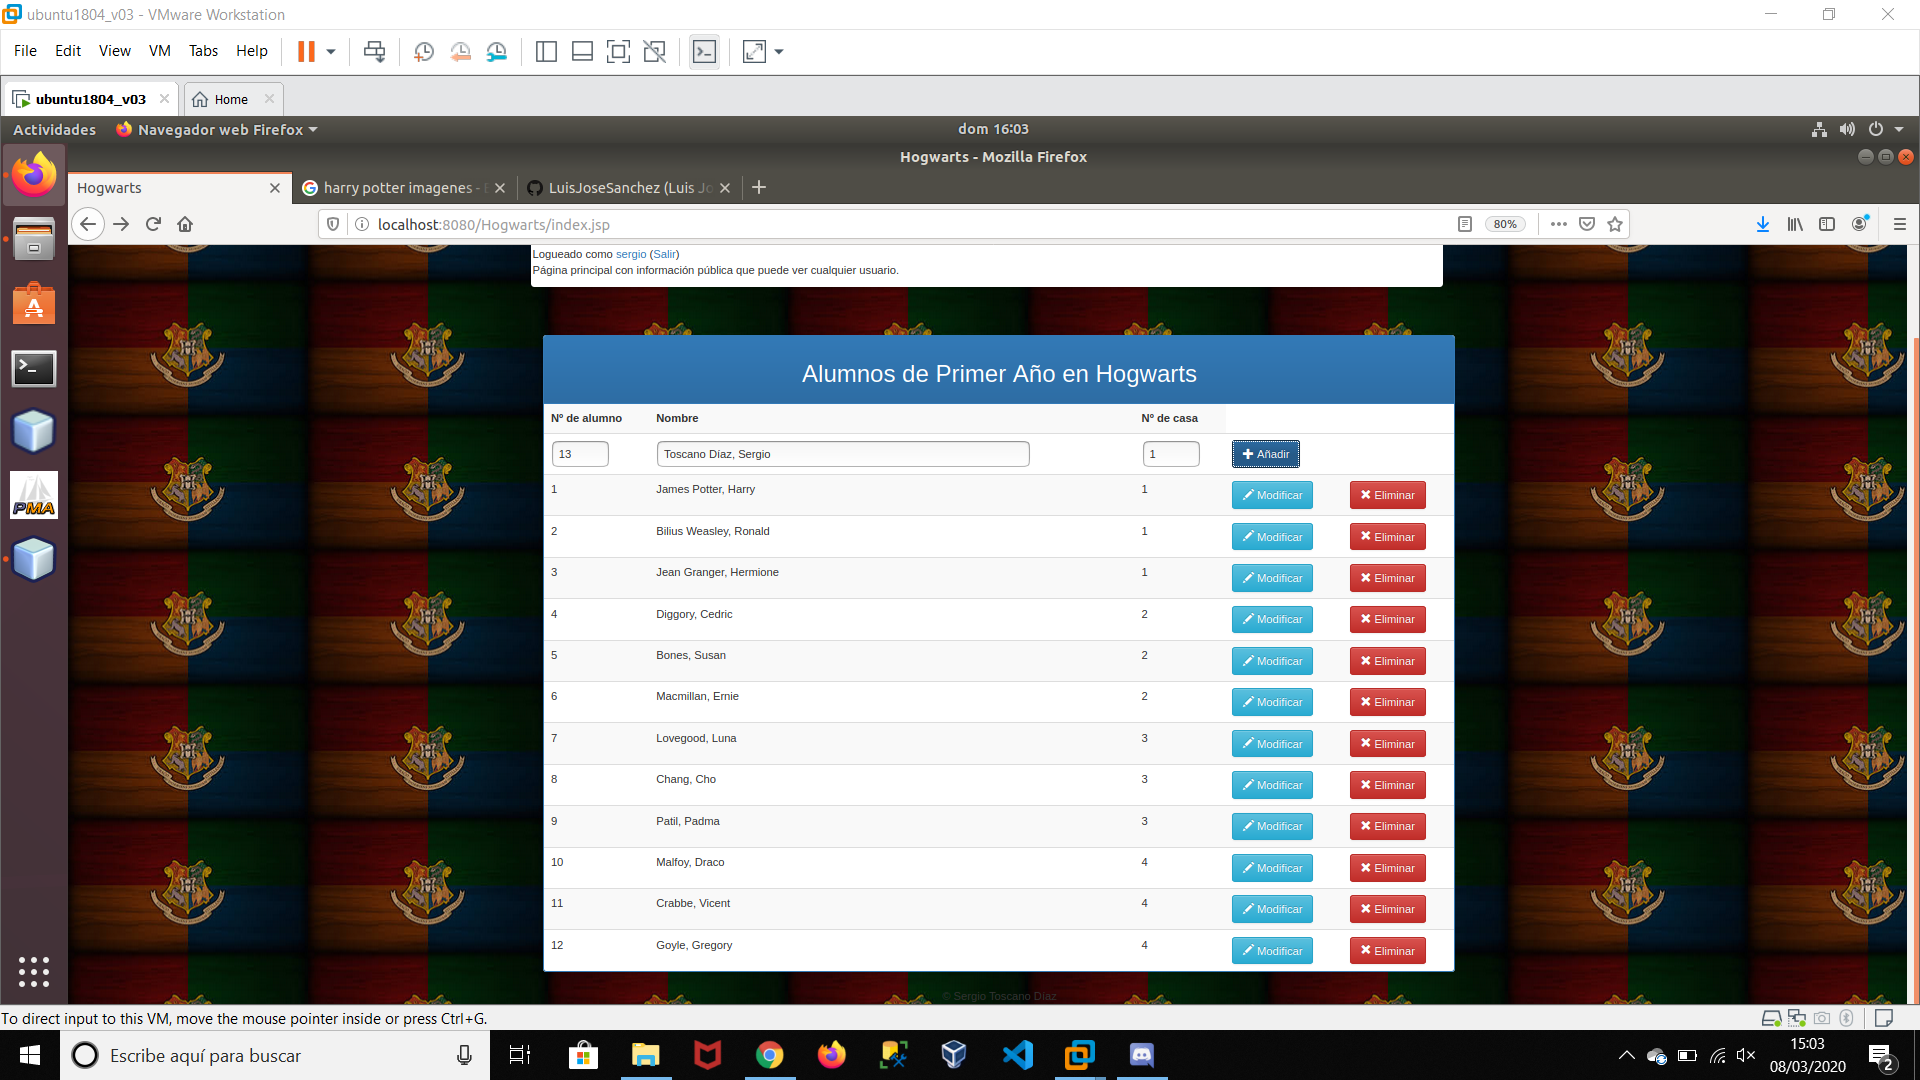 ubuntu1804_v03 - VMware Workstation
File Edit View VM Tabs Help
ubuntu1804_v03 Home
Actividades Navegador web Firefox dom 16:03
Hogwarts - Mozilla Firefox
Hogwarts harry potter imagenes - LuisJoseSanchez (Luis Jo
localhost:8080/Hogwarts/index.jsp 80%
Logueado como sergio (Salir)
Página principal con información pública que puede ver cualquier usuario.
Alumnos de Primer Año en Hogwarts
Nº de alumno Nombre Nº de casa
13 Toscano Díaz, Sergio 1 Añadir
1 James Potter, Harry 1 Modificar Eliminar
2 Bilius Weasley, Ronald 1 Modificar Eliminar
3 Jean Granger, Hermione 1 Modificar Eliminar
4 Diggory, Cedric 2 Modificar Eliminar
5 Bones, Susan 2 Modificar Eliminar
6 Macmillan, Ernie 2 Modificar Eliminar
7 Lovegood, Luna 3 Modificar Eliminar
8 Chang, Cho 3 Modificar Eliminar
9 Patil, Padma 3 Modificar Eliminar
10 Malfoy, Draco 4 Modificar Eliminar
11 Crabbe, Vicent 4 Modificar Eliminar
12 Goyle, Gregory 4 Modificar Eliminar
© Sergio Toscano Díaz
PMA
To direct input to this VM, move the mouse pointer inside or press Ctrl+G.
Escribe aquí para buscar
15:03
08/03/2020
2